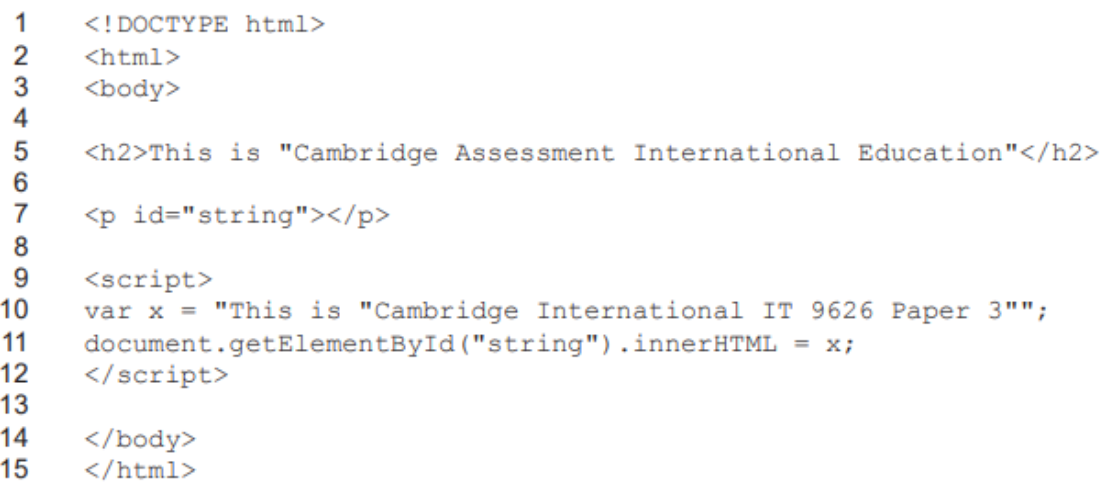 1 <!DOCTYPE html>
2 <html>
3 <body>
4
5 <h2>This is "Cambridge Assessment International Education"</h2>
6
7 <p id="string"></p>
8
9 <script>
10 var x = "This is "Cambridge International IT 9626 Paper 3"";
11 document.getElementById("string").innerHTML = x;
12 </script>
13
14 </body>
15 </html>